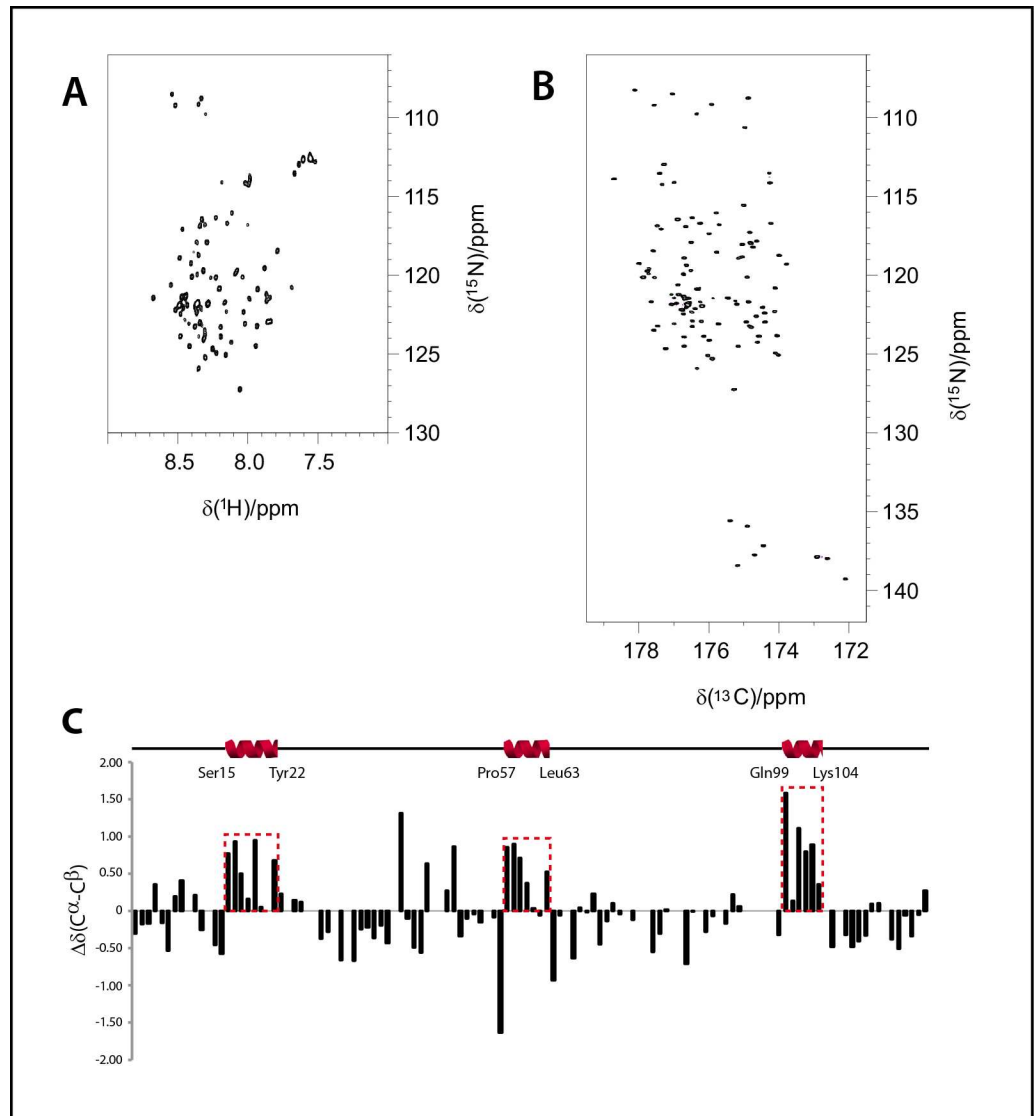 A
110
115
120
125
130
δ(¹⁵N)/ppm
8.5 8.0 7.5
δ(¹H)/ppm
B
110
115
120
125
135
140
δ(¹⁵N)/ppm
178 176 174 172
δ(¹³C)/ppm
C
Ser15 Tyr22 Pro57 Leu63 Gln99 Lys104
2.00
1.50
1.00
0.50
0
-0.50
-1.00
-1.50
-2.00
Δδ(Cᵅ-Cᵝ)